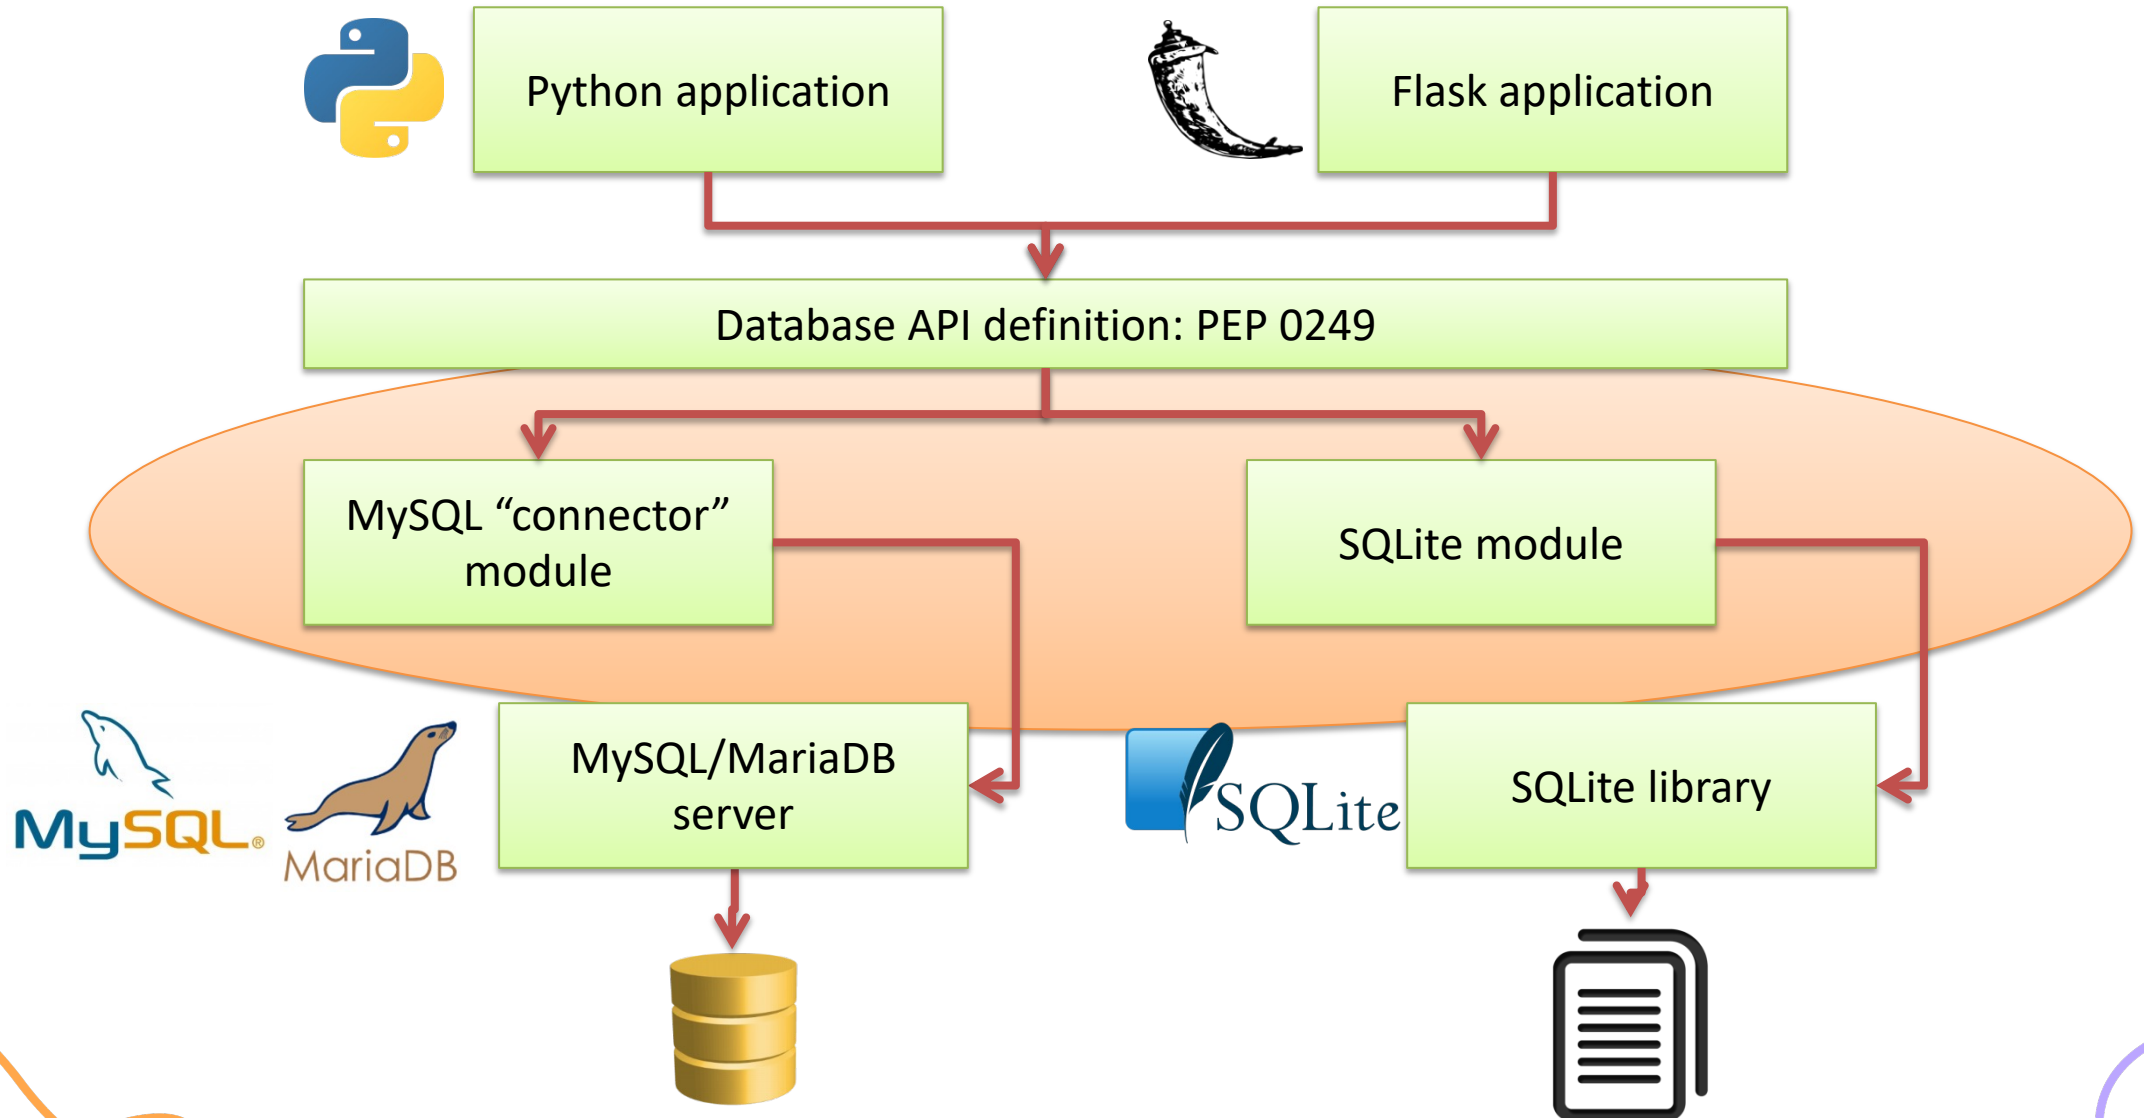 Python application
Flask application
Database API definition: PEP 0249
MySQL “connector”
module
SQLite module
MySQL®
MariaDB
MySQL/MariaDB
server
SQLite
SQLite library